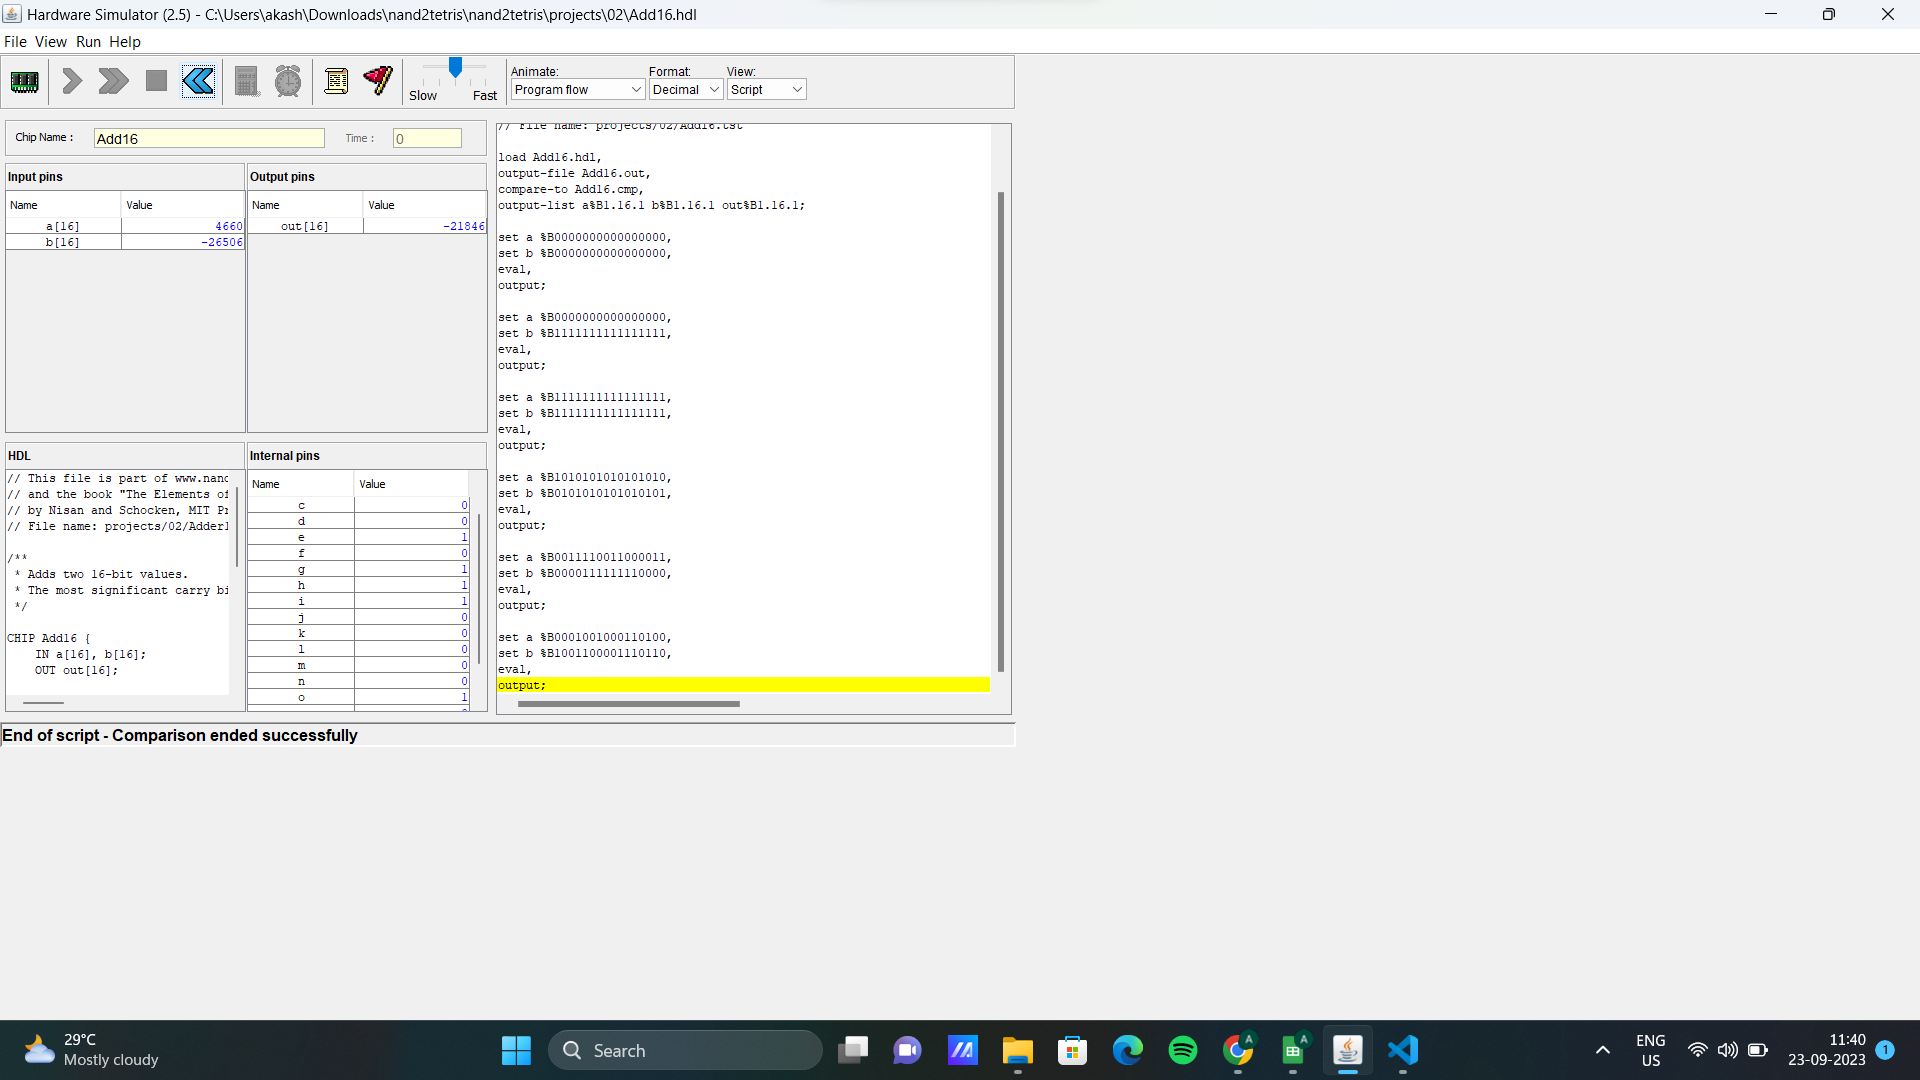 Hardware Simulator (2.5) - C:\Users\akash\Downloads\nand2tetris\nand2tetris\projects\02\Add16.hdl
File View Run Help
Slow Fast
Animate:
Program flow
Format:
Decimal
View:
Script
Chip Name :
Add16
Time :
0
Input pins
Name Value
a[16] 4660
b[16] -26506
Output pins
Name Value
out[16] -21846
HDL
// This file is part of www.nand
// and the book "The Elements of
// by Nisan and Schocken, MIT Pr
// File name: projects/02/Adder1
/**
* Adds two 16-bit values.
* The most significant carry bi
*/
CHIP Add16 {
IN a[16], b[16];
OUT out[16];
Internal pins
Name Value
c 0
d 0
e 1
f 0
g 1
h 1
i 1
j 0
k 0
l 0
m 0
n 0
o 1
// File name: projects/02/Add16.tst
load Add16.hdl,
output-file Add16.out,
compare-to Add16.cmp,
output-list a%B1.16.1 b%B1.16.1 out%B1.16.1;
set a %B0000000000000000,
set b %B0000000000000000,
eval,
output;
set a %B0000000000000000,
set b %B1111111111111111,
eval,
output;
set a %B1111111111111111,
set b %B1111111111111111,
eval,
output;
set a %B1010101010101010,
set b %B0101010101010101,
eval,
output;
set a %B0011110011000011,
set b %B0000111111110000,
eval,
output;
set a %B0001001000110100,
set b %B1001100001110110,
eval,
output;
End of script - Comparison ended successfully
29°C
Mostly cloudy
Search
A
A
ENG
US
11:40
23-09-2023
1